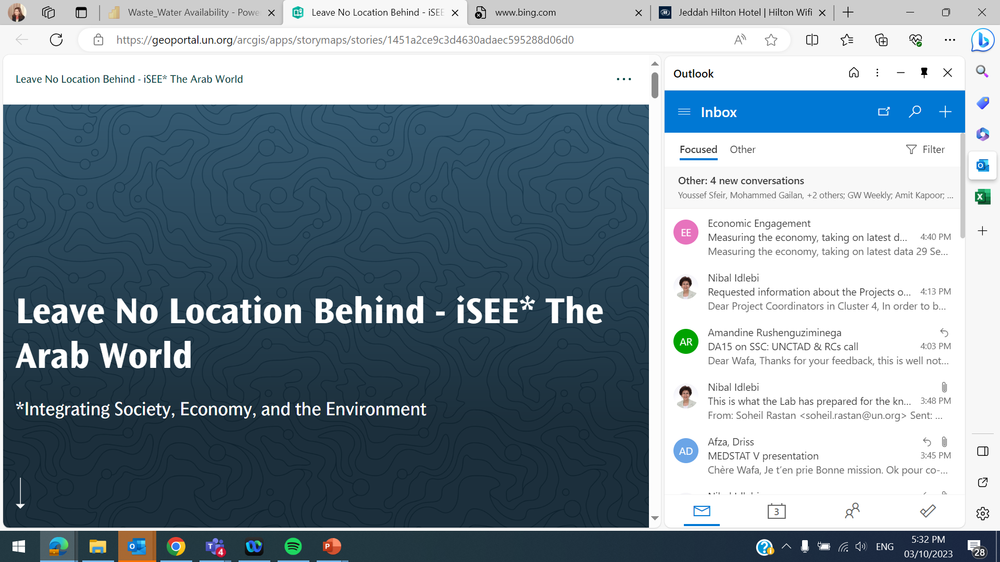 Waste_Water Availability - Powe
Leave No Location Behind - iSEE
www.bing.com
Jeddah Hilton Hotel | Hilton Wifi
https://geoportal.un.org/arcgis/apps/storymaps/stories/1451a2ce9c3d4630adaec595288d06d0
Leave No Location Behind - iSEE* The Arab World
Leave No Location Behind - iSEE* The
Arab World
*Integrating Society, Economy, and the Environment
Outlook
Inbox
Focused
Other
Filter
Other: 4 new conversations
Youssef Sfeir, Mohammed Gailan, +2 others; GW Weekly; Amit Kapoor; ...
EE
Economic Engagement
Measuring the economy, taking on latest d... 4:40 PM
Measuring the economy, taking on latest data 29 Se...
Nibal Idlebi
Requested information about the Projects o... 4:13 PM
Dear Project Coordinators in Cluster 4, In order to b...
AR
Amandine Rushenguziminega
DA15 on SSC: UNCTAD & RCs call 4:03 PM
Dear Wafa, Thanks for your feedback, this is well not...
Nibal Idlebi
This is what the Lab has prepared for the kn... 3:48 PM
From: Soheil Rastan <soheil.rastan@un.org> Sent: ...
AD
Afza, Driss
MEDSTAT V presentation 3:45 PM
Chère Wafa, Je t'en prie Bonne mission. Ok pour co-...
3
4
ENG
5:32 PM
03/10/2023
28